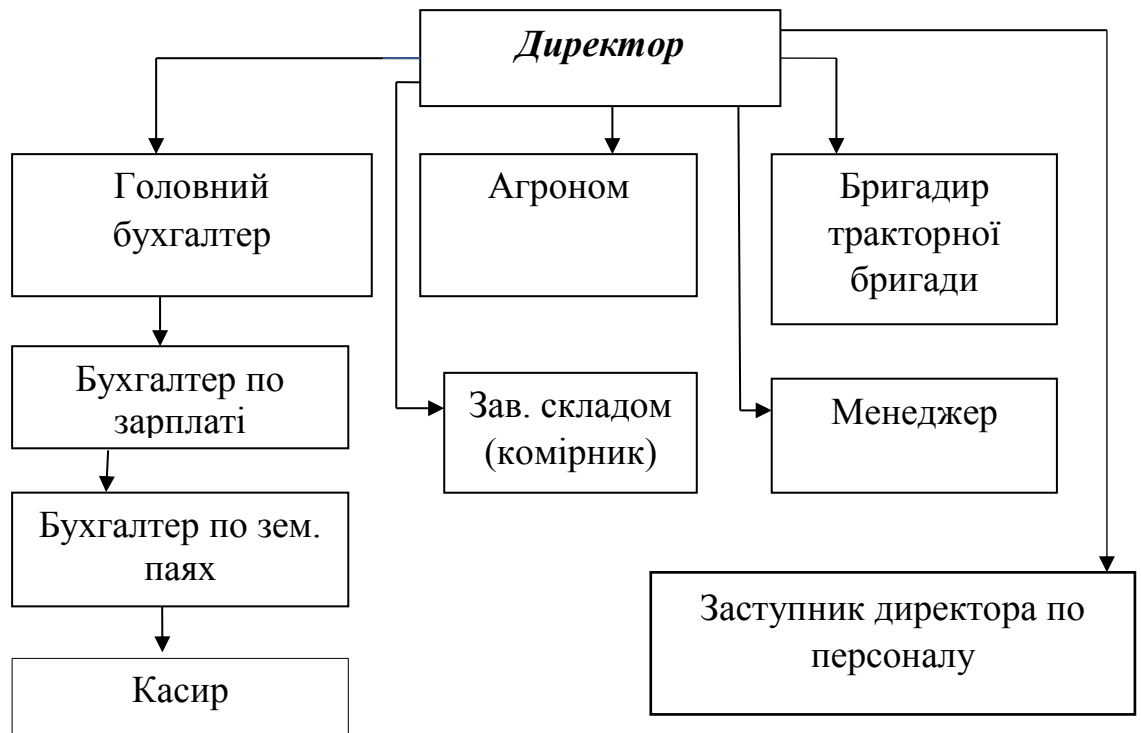 Директор
Головний
бухгалтер
Агроном
Бригадир
тракторної
бригади
Бухгалтер по
зарплаті
Зав. складом
(комірник)
Менеджер
Бухгалтер по зем.
паях
Заступник директора по
персоналу
Касир